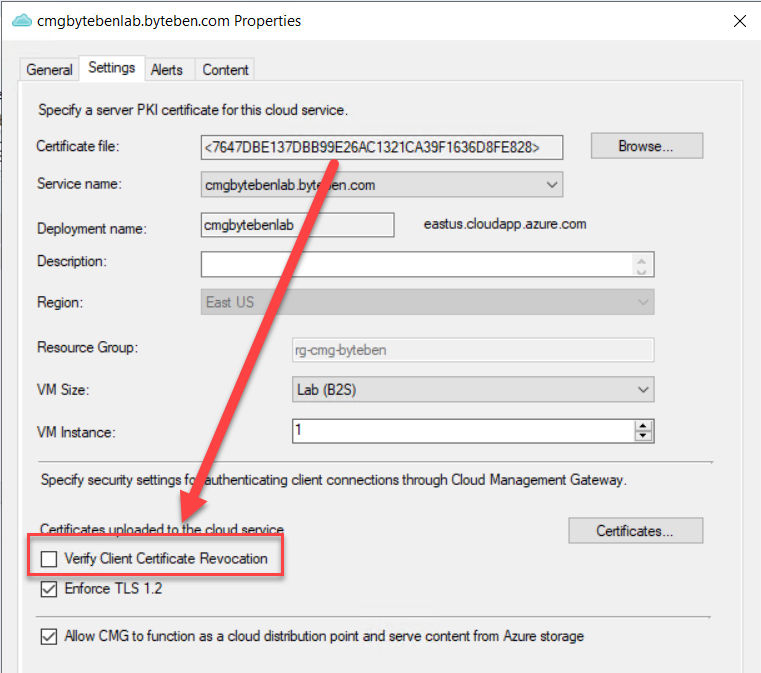 cmgbytebenlab.byteben.com Properties
General Settings Alerts Content
Specify a server PKI certificate for this cloud service.
Certificate file: <7647DBE137DBB99E26AC1321CA39F1636D8FE828> Browse...
Service name: cmgbytebenlab.byteben.com
Deployment name: cmgbytebenlab eastus.cloudapp.azure.com
Description:
Region: East US
Resource Group: rg-cmg-byteben
VM Size: Lab (B2S)
VM Instance: 1
Specify security settings for authenticating client connections through Cloud Management Gateway.
Certificates uploaded to the cloud service Certificates...
Verify Client Certificate Revocation
Enforce TLS 1.2
Allow CMG to function as a cloud distribution point and serve content from Azure storage